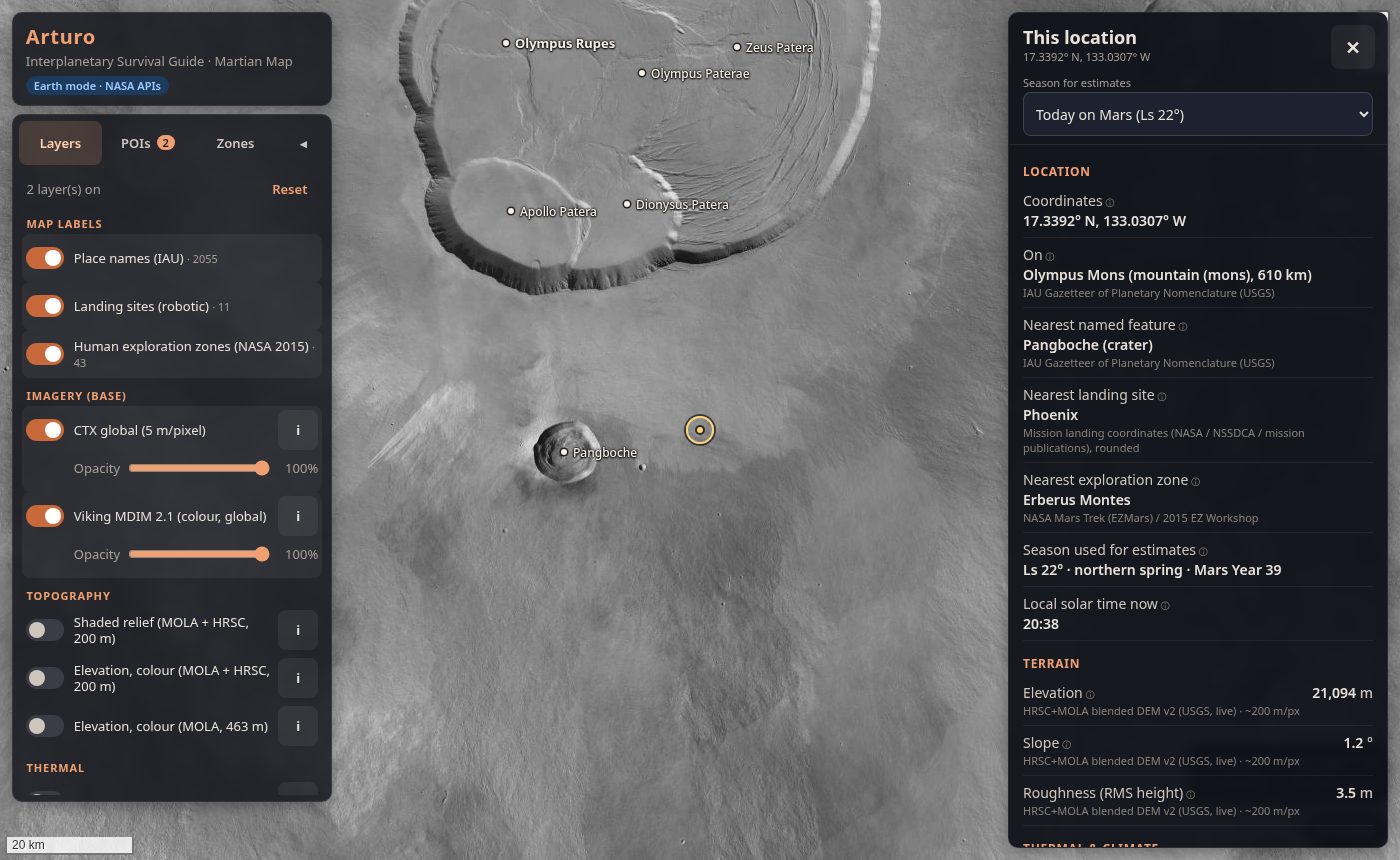 Arturo
Interplanetary Survival Guide · Martian Map
Earth mode · NASA APIs
Layers
POIs 2
Zones
◂
2 layer(s) on
Reset
MAP LABELS
Place names (IAU) · 2055
Landing sites (robotic) · 11
Human exploration zones (NASA 2015) ·
43
IMAGERY (BASE)
CTX global (5 m/pixel)
i
Opacity
100%
Viking MDIM 2.1 (colour, global)
i
Opacity
100%
TOPOGRAPHY
Shaded relief (MOLA + HRSC,
200 m)
i
Elevation, colour (MOLA + HRSC,
200 m)
i
Elevation, colour (MOLA, 463 m)
i
THERMAL
20 km
Olympus Rupes
Zeus Patera
Olympus Paterae
Apollo Patera
Dionysus Patera
Pangboche
This location
17.3392° N, 133.0307° W
✕
Season for estimates
Today on Mars (Ls 22°)
LOCATION
Coordinates ⓘ
17.3392° N, 133.0307° W
On ⓘ
Olympus Mons (mountain (mons), 610 km)
IAU Gazetteer of Planetary Nomenclature (USGS)
Nearest named feature ⓘ
Pangboche (crater)
IAU Gazetteer of Planetary Nomenclature (USGS)
Nearest landing site ⓘ
Phoenix
Mission landing coordinates (NASA / NSSDCA / mission
publications), rounded
Nearest exploration zone ⓘ
Erberus Montes
NASA Mars Trek (EZMars) / 2015 EZ Workshop
Season used for estimates ⓘ
Ls 22° · northern spring · Mars Year 39
Local solar time now ⓘ
20:38
TERRAIN
Elevation ⓘ 21,094 m
HRSC+MOLA blended DEM v2 (USGS, live) · ~200 m/px
Slope ⓘ 1.2 °
HRSC+MOLA blended DEM v2 (USGS, live) · ~200 m/px
Roughness (RMS height) ⓘ 3.5 m
HRSC+MOLA blended DEM v2 (USGS, live) · ~200 m/px
THERMAL & CLIMATE